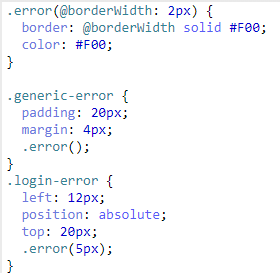 .error(@borderWidth: 2px) {
  border: @borderWidth solid #F00;
  color: #F00;
}

.generic-error {
  padding: 20px;
  margin: 4px;
  .error();
}
.login-error {
  left: 12px;
  position: absolute;
  top: 20px;
  .error(5px);
}